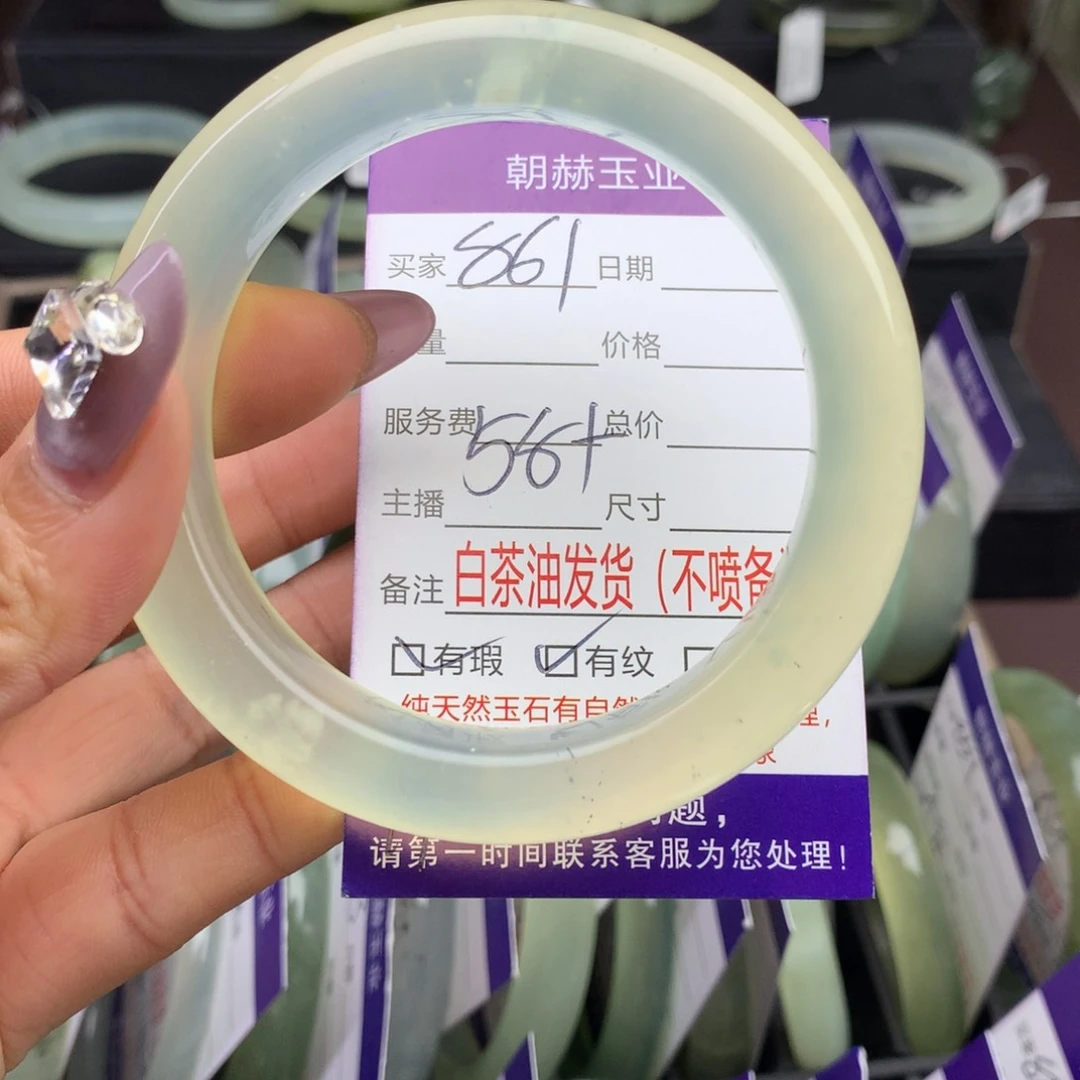 朝赫玉业
买家 861 日期
量 价格
服务费 56+ 总价
主播 尺寸
备注 白茶油发货（不喷备
有瑕 有纹
纯天然玉石有自然 理，
家
题，
请第一时间联系客服为您处理！